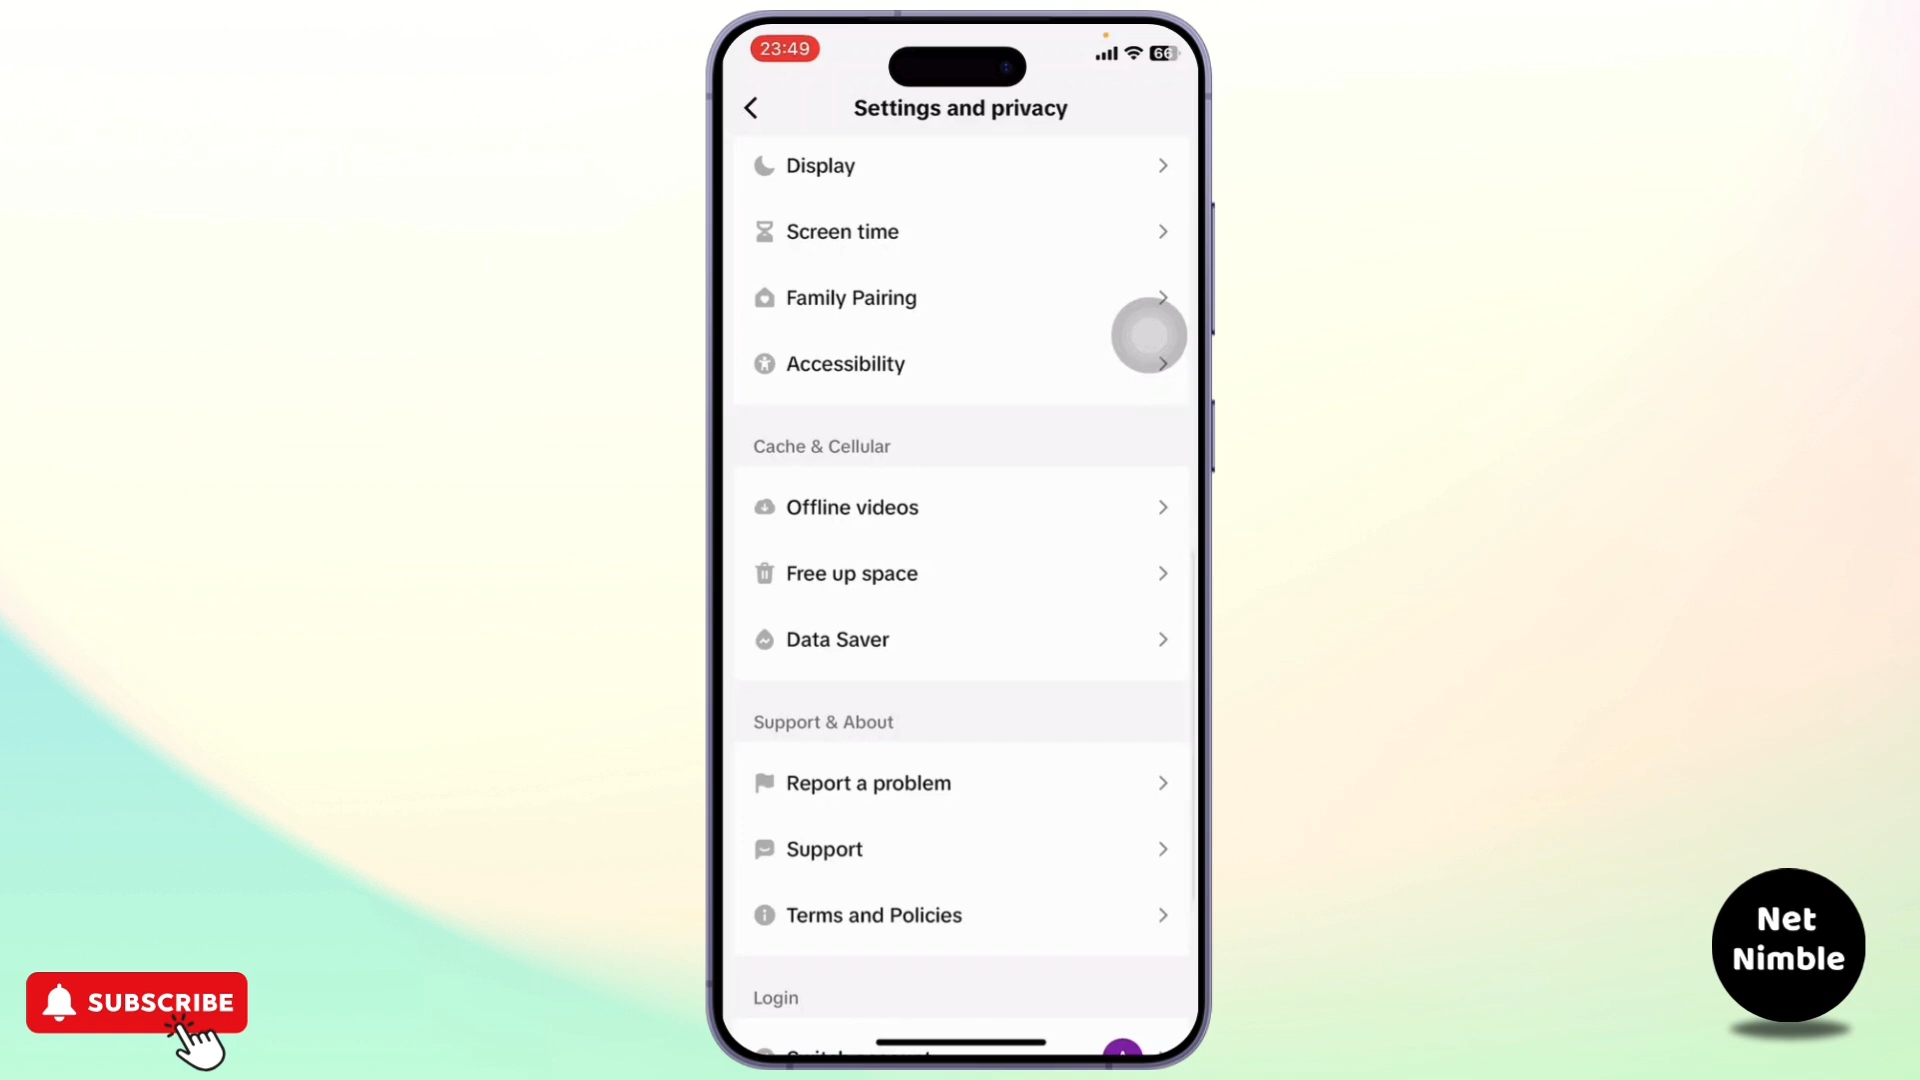 23:49
66
Settings and privacy
Display
Screen time
Family Pairing
Accessibility
Cache & Cellular
Offline videos
Free up space
Data Saver
Support & About
Report a problem
Support
Terms and Policies
Login
SUBSCRIBE
Net
Nimble